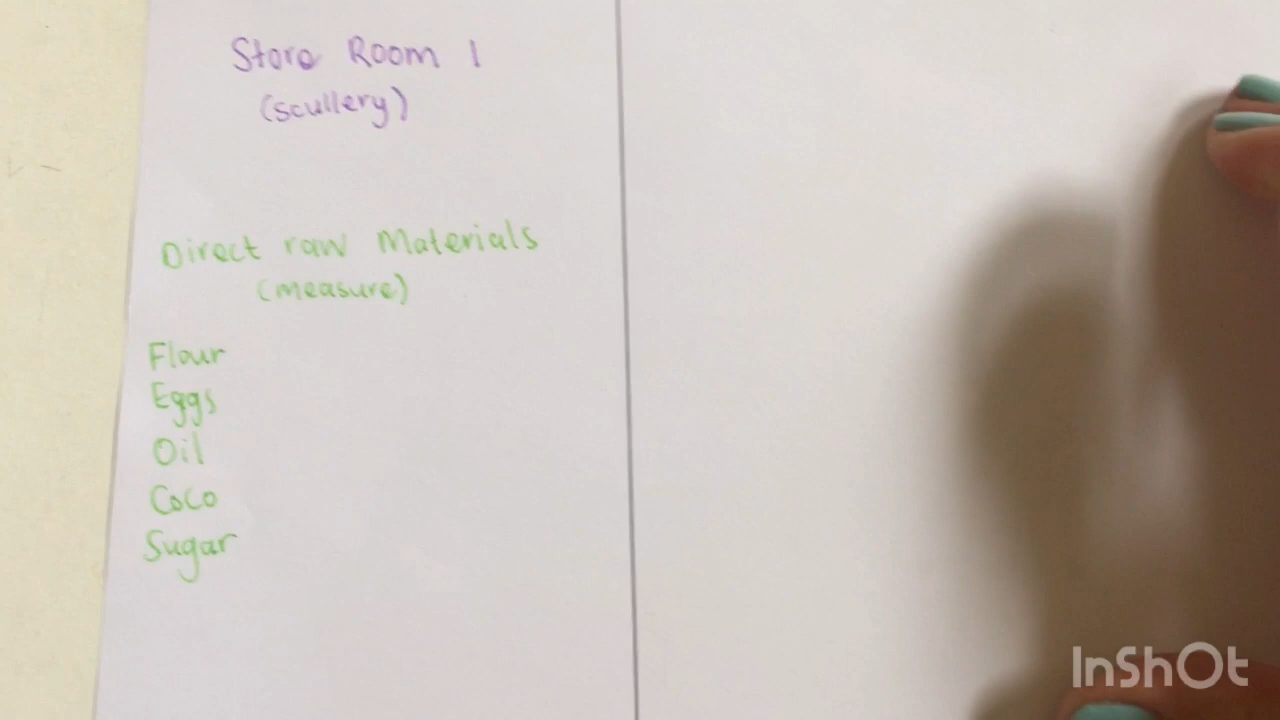 Store Room 1
(scullery)
Direct raw Materials
(measure)
Flour
Eggs
Oil
Coco
Sugar
InShOt